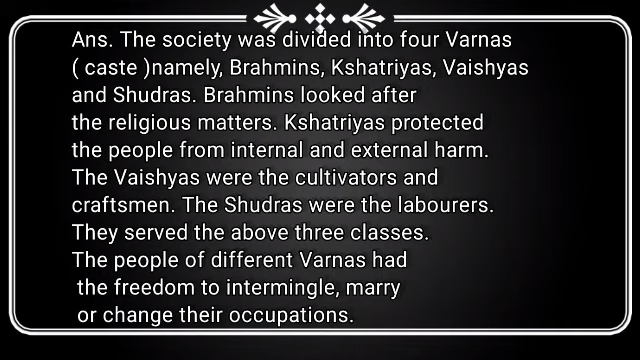 Ans. The society was divided into four Varnas
( caste )namely, Brahmins, Kshatriyas, Vaishyas
and Shudras. Brahmins looked after
the religious matters. Kshatriyas protected
the people from internal and external harm.
The Vaishyas were the cultivators and
craftsmen. The Shudras were the labourers.
They served the above three classes.
The people of different Varnas had
the freedom to intermingle, marry
or change their occupations.